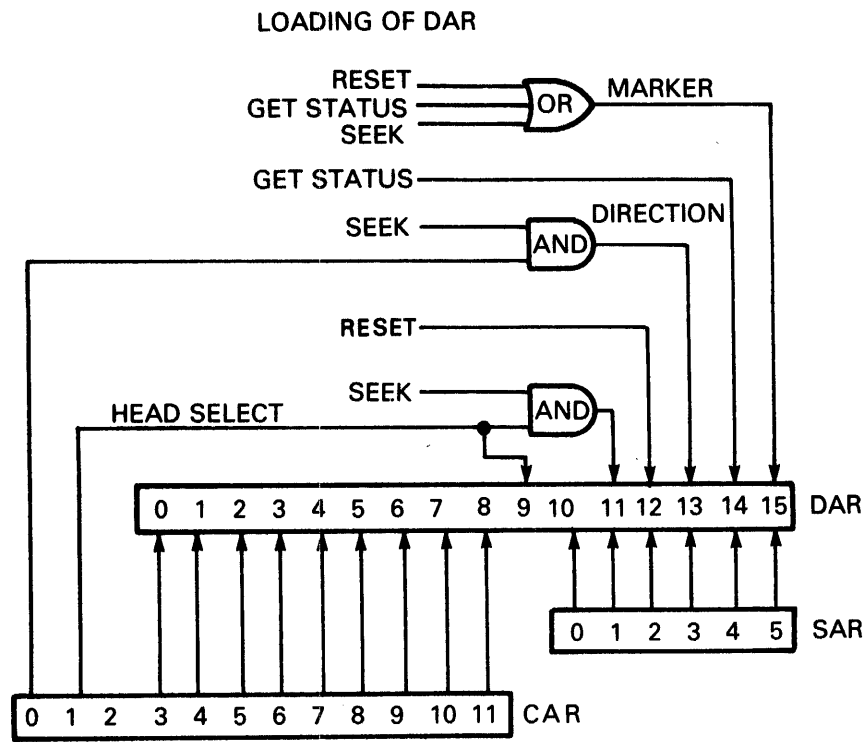 LOADING OF DAR
RESET
GET STATUS
SEEK
OR
MARKER
GET STATUS
SEEK
AND
DIRECTION
RESET
SEEK
AND
HEAD SELECT
0 1 2 3 4 5 6 7 8 9 10 11 12 13 14 15 DAR
0 1 2 3 4 5 SAR
0 1 2 3 4 5 6 7 8 9 10 11 CAR